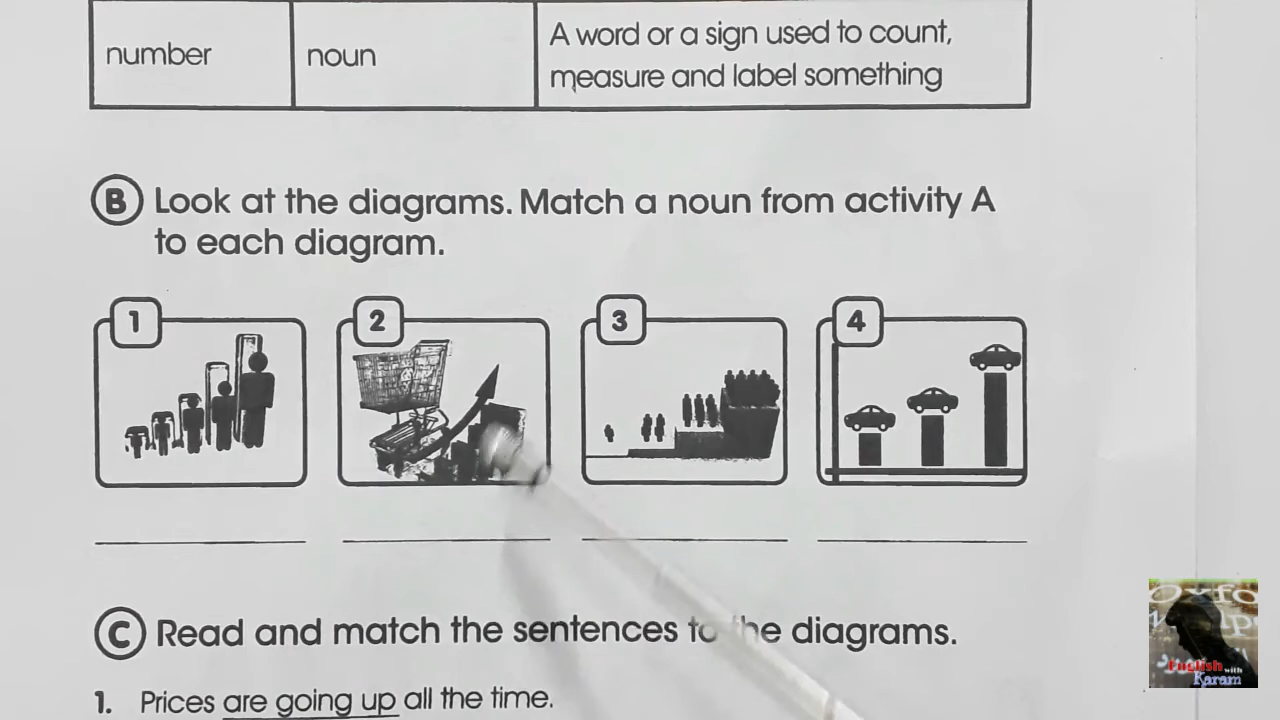 number noun A word or a sign used to count,
measure and label something
B Look at the diagrams. Match a noun from activity A
to each diagram.
1 2 3 4
C Read and match the sentences to the diagrams.
1. Prices are going up all the time.
English with
Karam